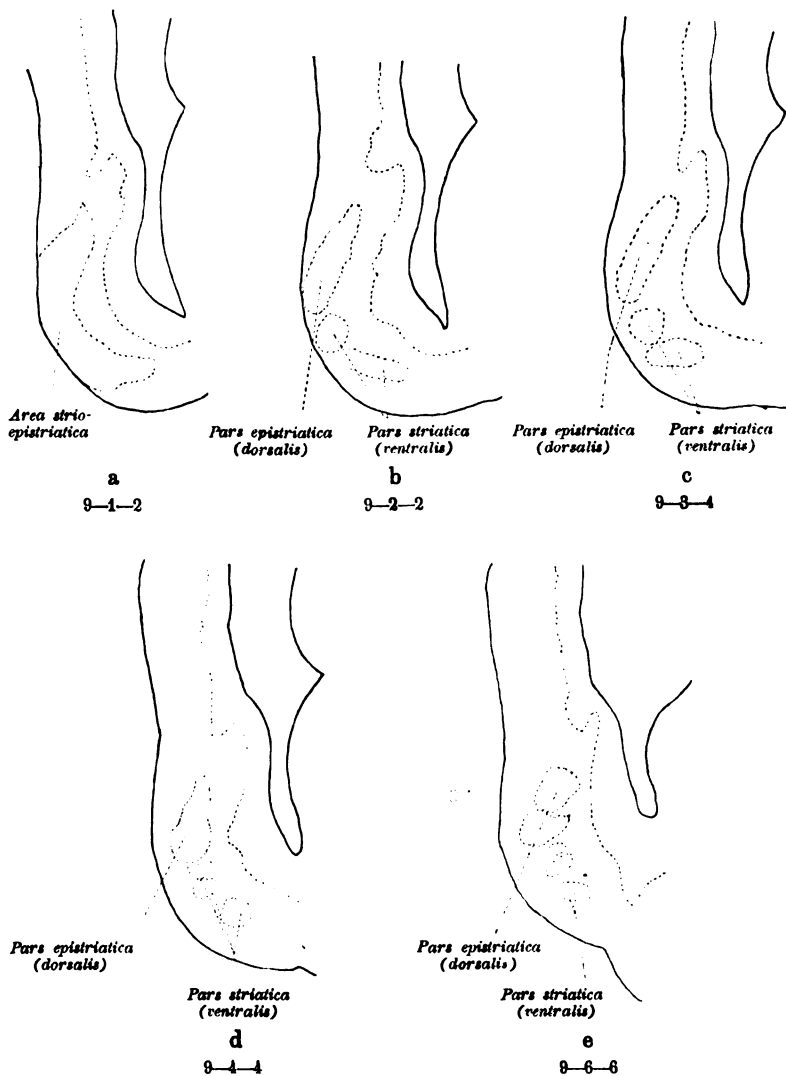 Area strio-
epistriatica
Pars epistriatica
(dorsalis)
Pars striatica
(ventralis)
Pars epistriatica
(dorsalis)
Pars striatica
(ventralis)
a
b
c
9—1—2
9—2—2
9—3—4
Pars epistriatica
(dorsalis)
Pars striatica
(ventralis)
Pars epistriatica
(dorsalis)
Pars striatica
(ventralis)
d
e
9—4—4
9—6—6